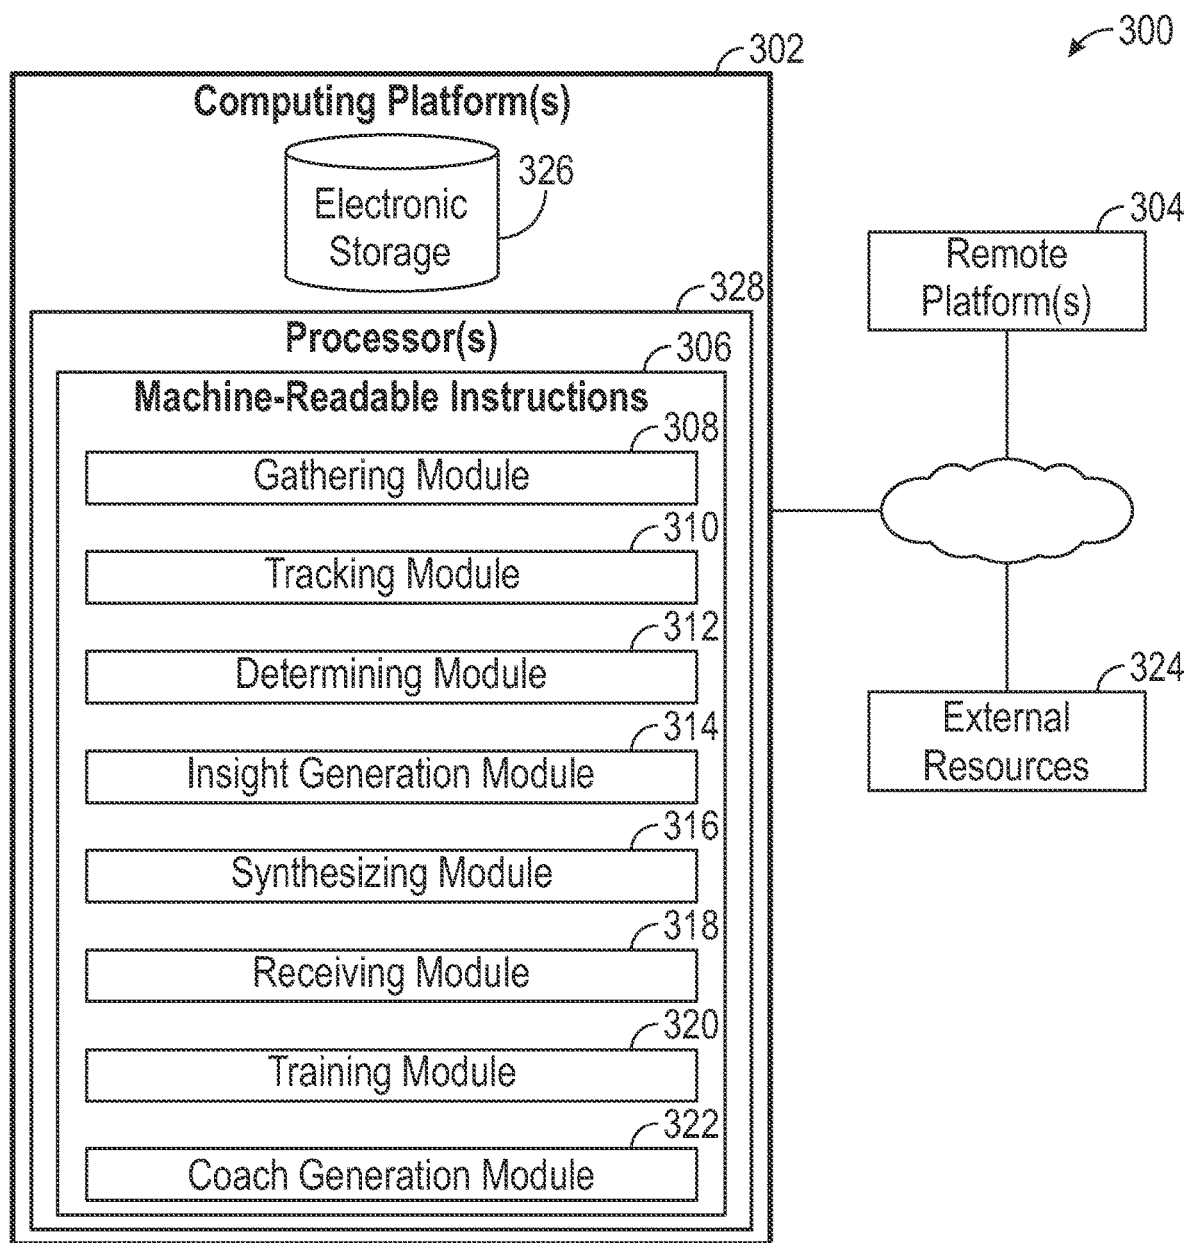 300
302
Computing Platform(s)
Electronic
Storage
326
304
Remote
Platform(s)
328
Processor(s)
306
Machine-Readable Instructions
308
Gathering Module
310
Tracking Module
312
Determining Module
324
External
Resources
314
Insight Generation Module
316
Synthesizing Module
318
Receiving Module
320
Training Module
322
Coach Generation Module